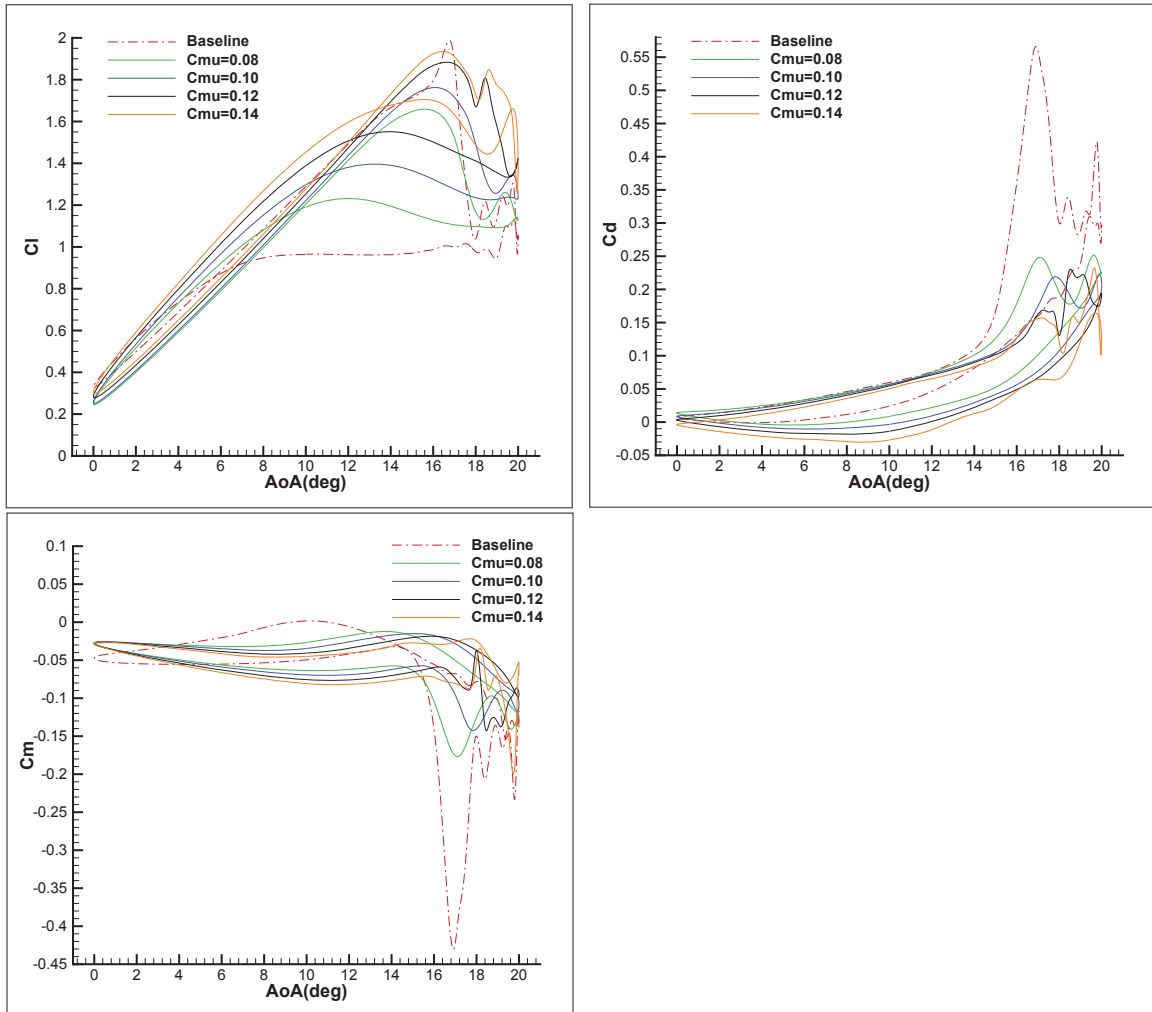 Baseline
Cmu=0.08
Cmu=0.10
Cmu=0.12
Cmu=0.14
2
1.8
1.6
1.4
1.2
1
0.8
0.6
0.4
0.2
0
Cl
0 2 4 6 8 10 12 14 16 18 20
AoA(deg)
Baseline
Cmu=0.08
Cmu=0.10
Cmu=0.12
Cmu=0.14
0.55
0.5
0.45
0.4
0.35
0.3
0.25
0.2
0.15
0.1
0.05
0
-0.05
Cd
0 2 4 6 8 10 12 14 16 18 20
AoA(deg)
Baseline
Cmu=0.08
Cmu=0.10
Cmu=0.12
Cmu=0.14
0.1
0.05
0
-0.05
-0.1
-0.15
-0.2
-0.25
-0.3
-0.35
-0.4
-0.45
Cm
0 2 4 6 8 10 12 14 16 18 20
AoA(deg)